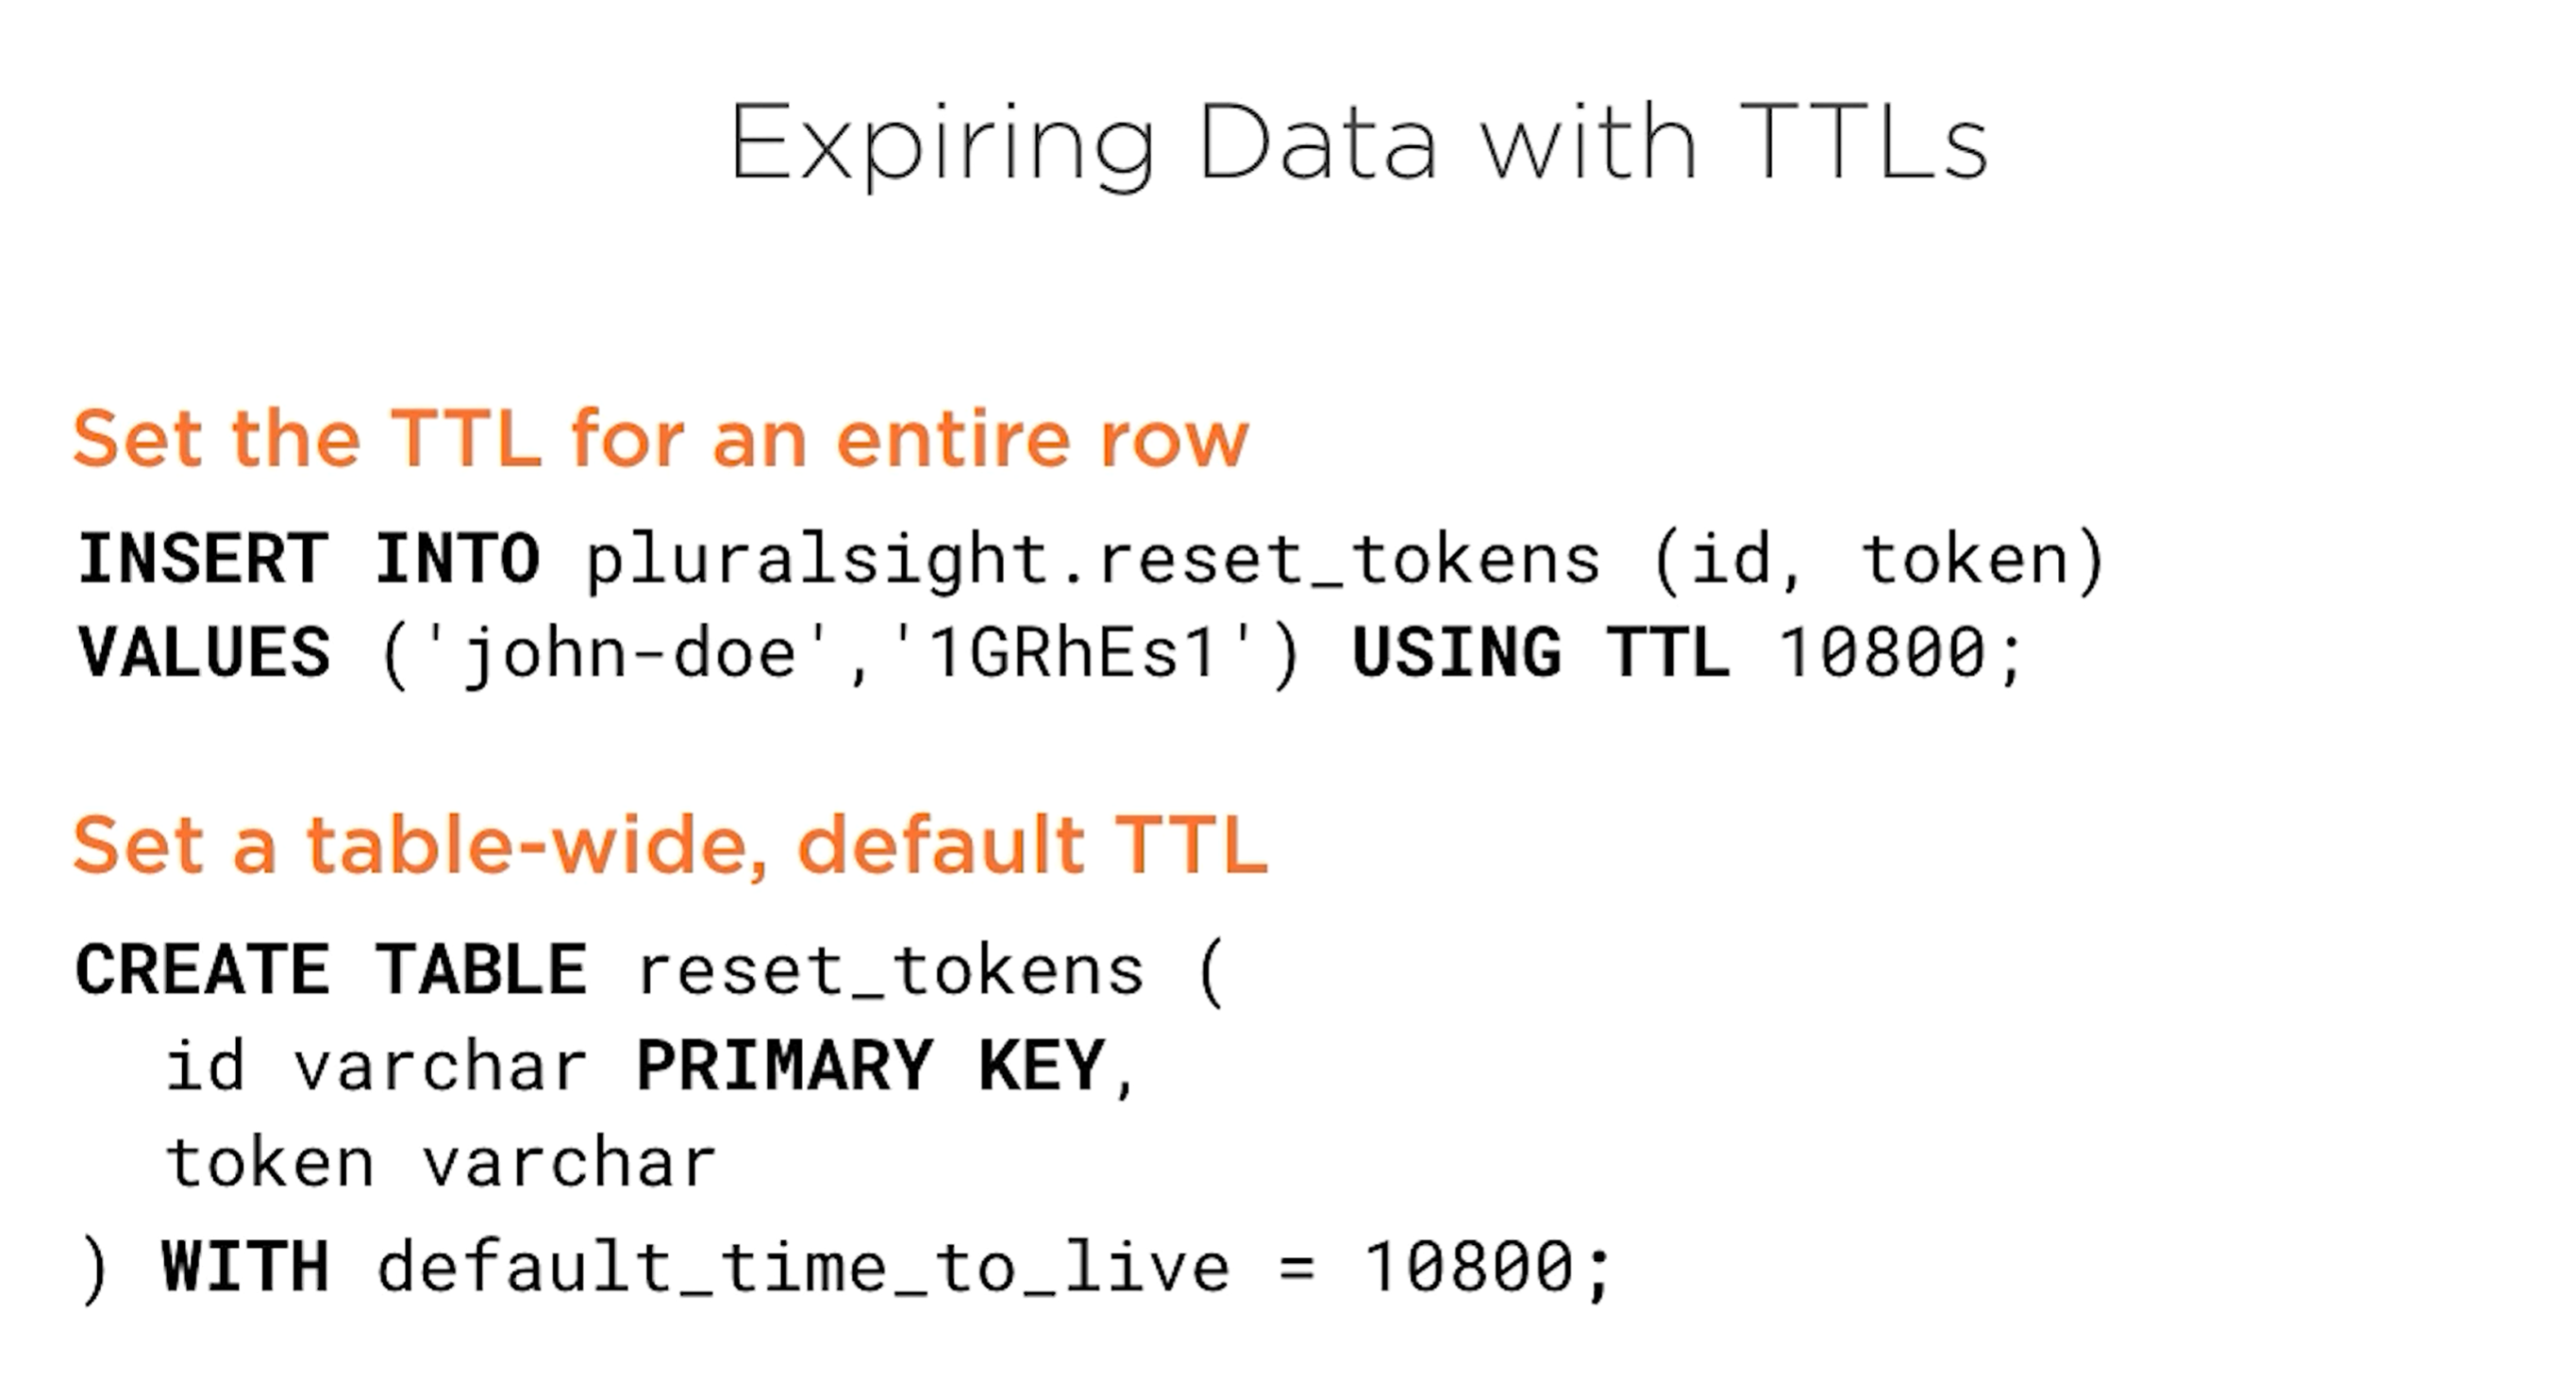 Expiring Data with TTLs
Set the TTL for an entire row
INSERT INTO pluralsight.reset_tokens (id, token)
VALUES ('john-doe','1GRhEs1') USING TTL 10800;
Set a table-wide, default TTL
CREATE TABLE reset_tokens (
id varchar PRIMARY KEY,
token varchar
) WITH default_time_to_live = 10800;